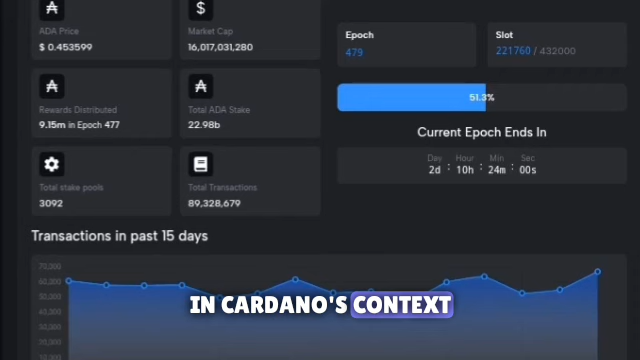 ADA Price
$ 0.453599
Market Cap
16,017,031,280
Epoch
479
Slot
221760 / 432000
Rewards Distributed
9.15m in Epoch 477
Total ADA Stake
22.98b
51.3%
Current Epoch Ends In
Day Hour Min Sec
2d : 10h : 24m : 00s
Total stake pools
3092
Total Transactions
89,328,679
Transactions in past 15 days
70,000
60,000
50,000
40,000
30,000
20,000
IN CARDANO'S CONTEXT